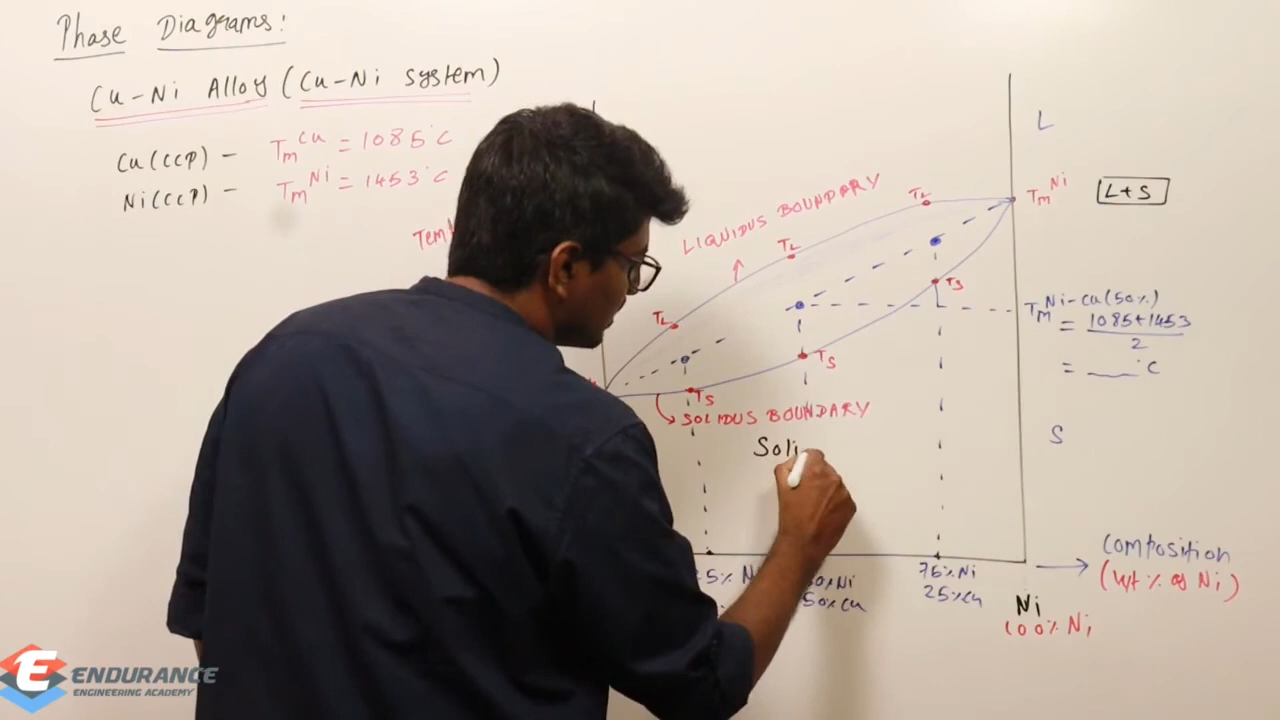 Phase Diagrams:
Cu-Ni Alloy (Cu-Ni system)
Cu(CCP) - Tm^Cu = 1085°C
Ni(CCP) - Tm^Ni = 1453°C
L
Tm^Ni
L+S
LIQUIDUS BOUNDARY
TL
TL
TL
TS
TS
TS
SOLIDUS BOUNDARY
Tm^Ni-Cu(50%)
= 1085+1453
2
= ___°C
S
Soli
75%Ni
25%Cu
50%Cu
Composition
(wt% of Ni)
Ni
100% Ni
ENDURANCE
ENGINEERING ACADEMY